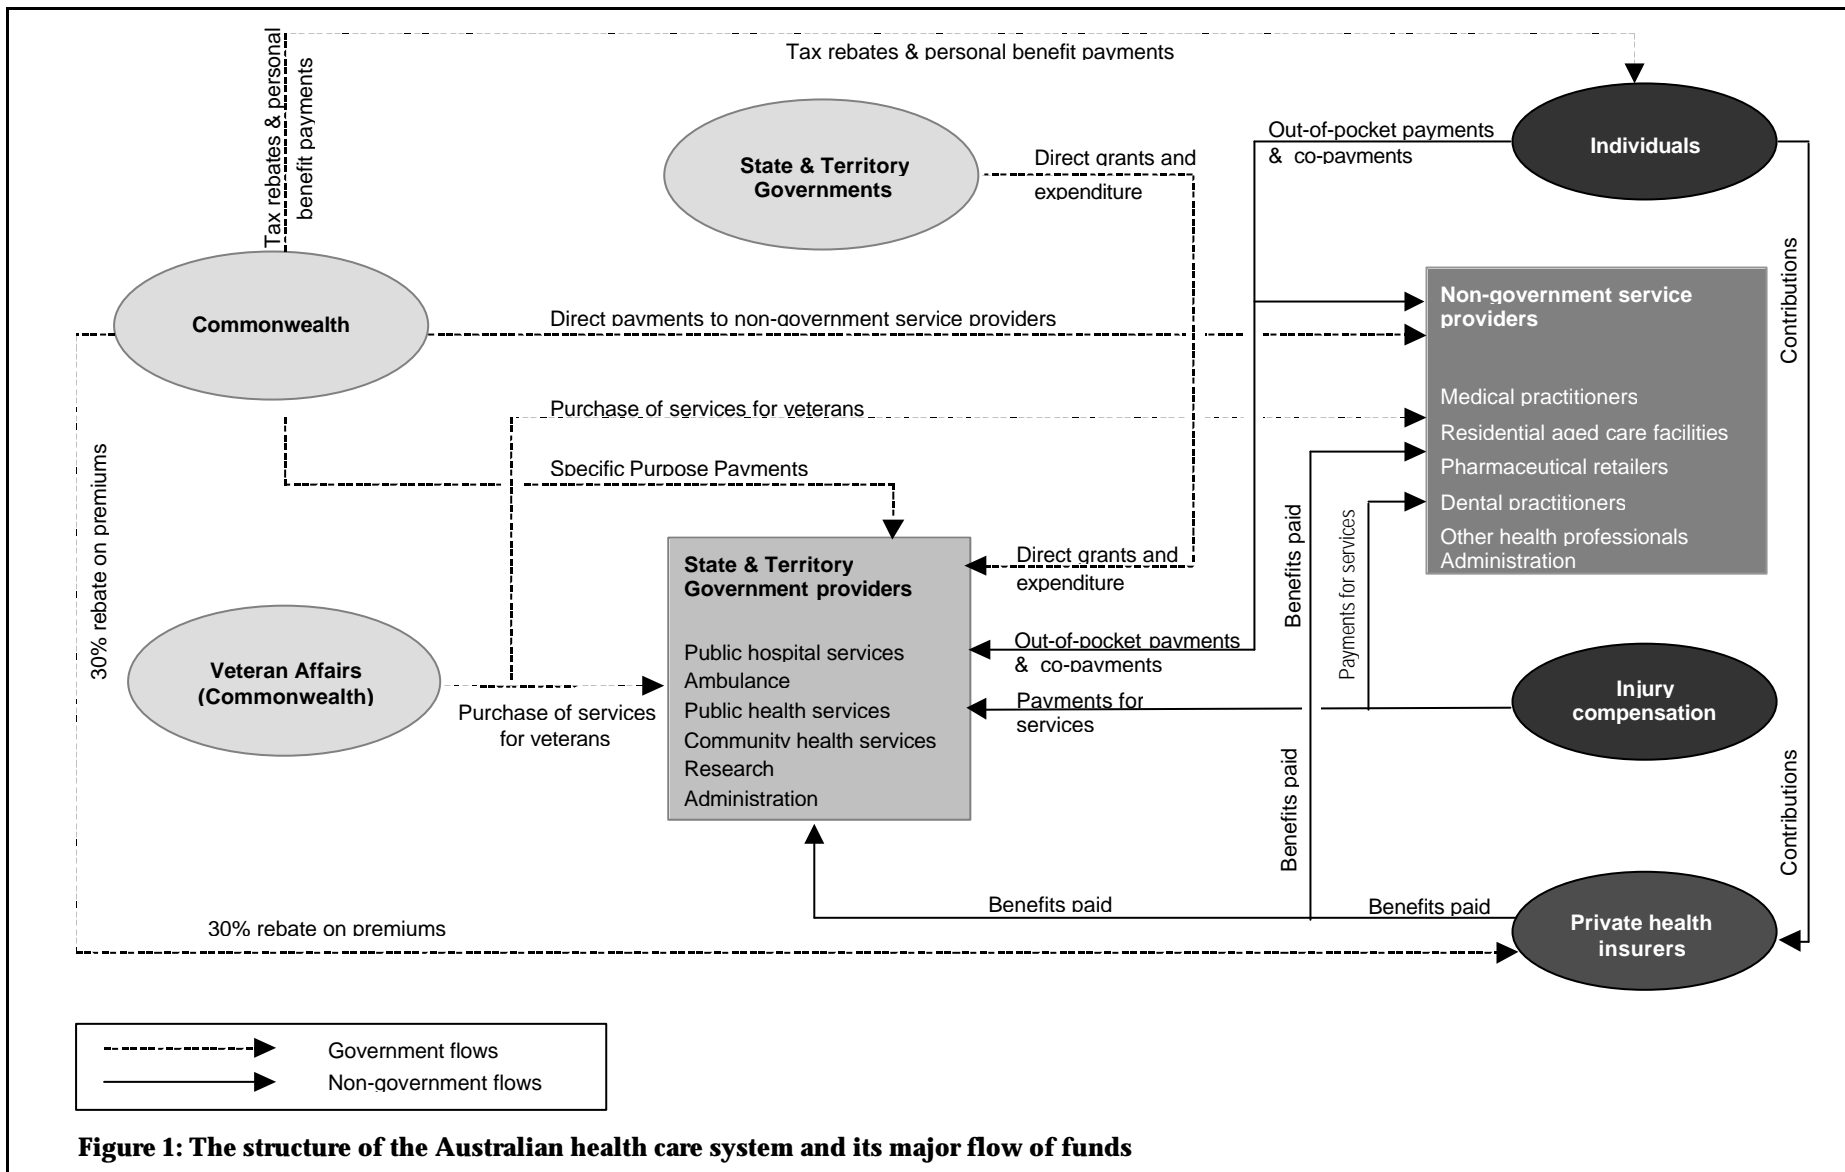 Tax rebates & personal benefit payments
Tax rebates & personal
benefit payments
Out-of-pocket payments
& co-payments
Individuals
State & Territory
Governments
Direct grants and
expenditure
Contributions
Commonwealth
Direct payments to non-government service providers
Non-government service
providers
Medical practitioners
Residential aged care facilities
Pharmaceutical retailers
Dental practitioners
Other health professionals
Administration
Purchase of services for veterans
Specific Purpose Payments
30% rebate on premiums
State & Territory
Government providers
Public hospital services
Ambulance
Public health services
Community health services
Research
Administration
Direct grants and
expenditure
Out-of-pocket payments
& co-payments
Payments for
services
Benefits paid
Payments for services
Veteran Affairs
(Commonwealth)
Purchase of services
for veterans
Injury
compensation
Benefits paid
Contributions
Benefits paid
Benefits paid
Private health
insurers
30% rebate on premiums
Government flows
Non-government flows
Figure 1: The structure of the Australian health care system and its major flow of funds